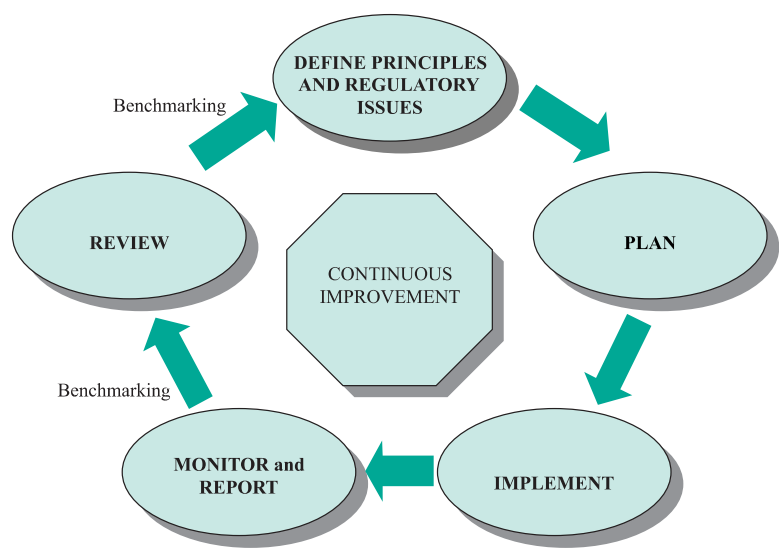 DEFINE PRINCIPLES
AND REGULATORY
ISSUES
Benchmarking
REVIEW
PLAN
CONTINUOUS
IMPROVEMENT
Benchmarking
MONITOR and
REPORT
IMPLEMENT